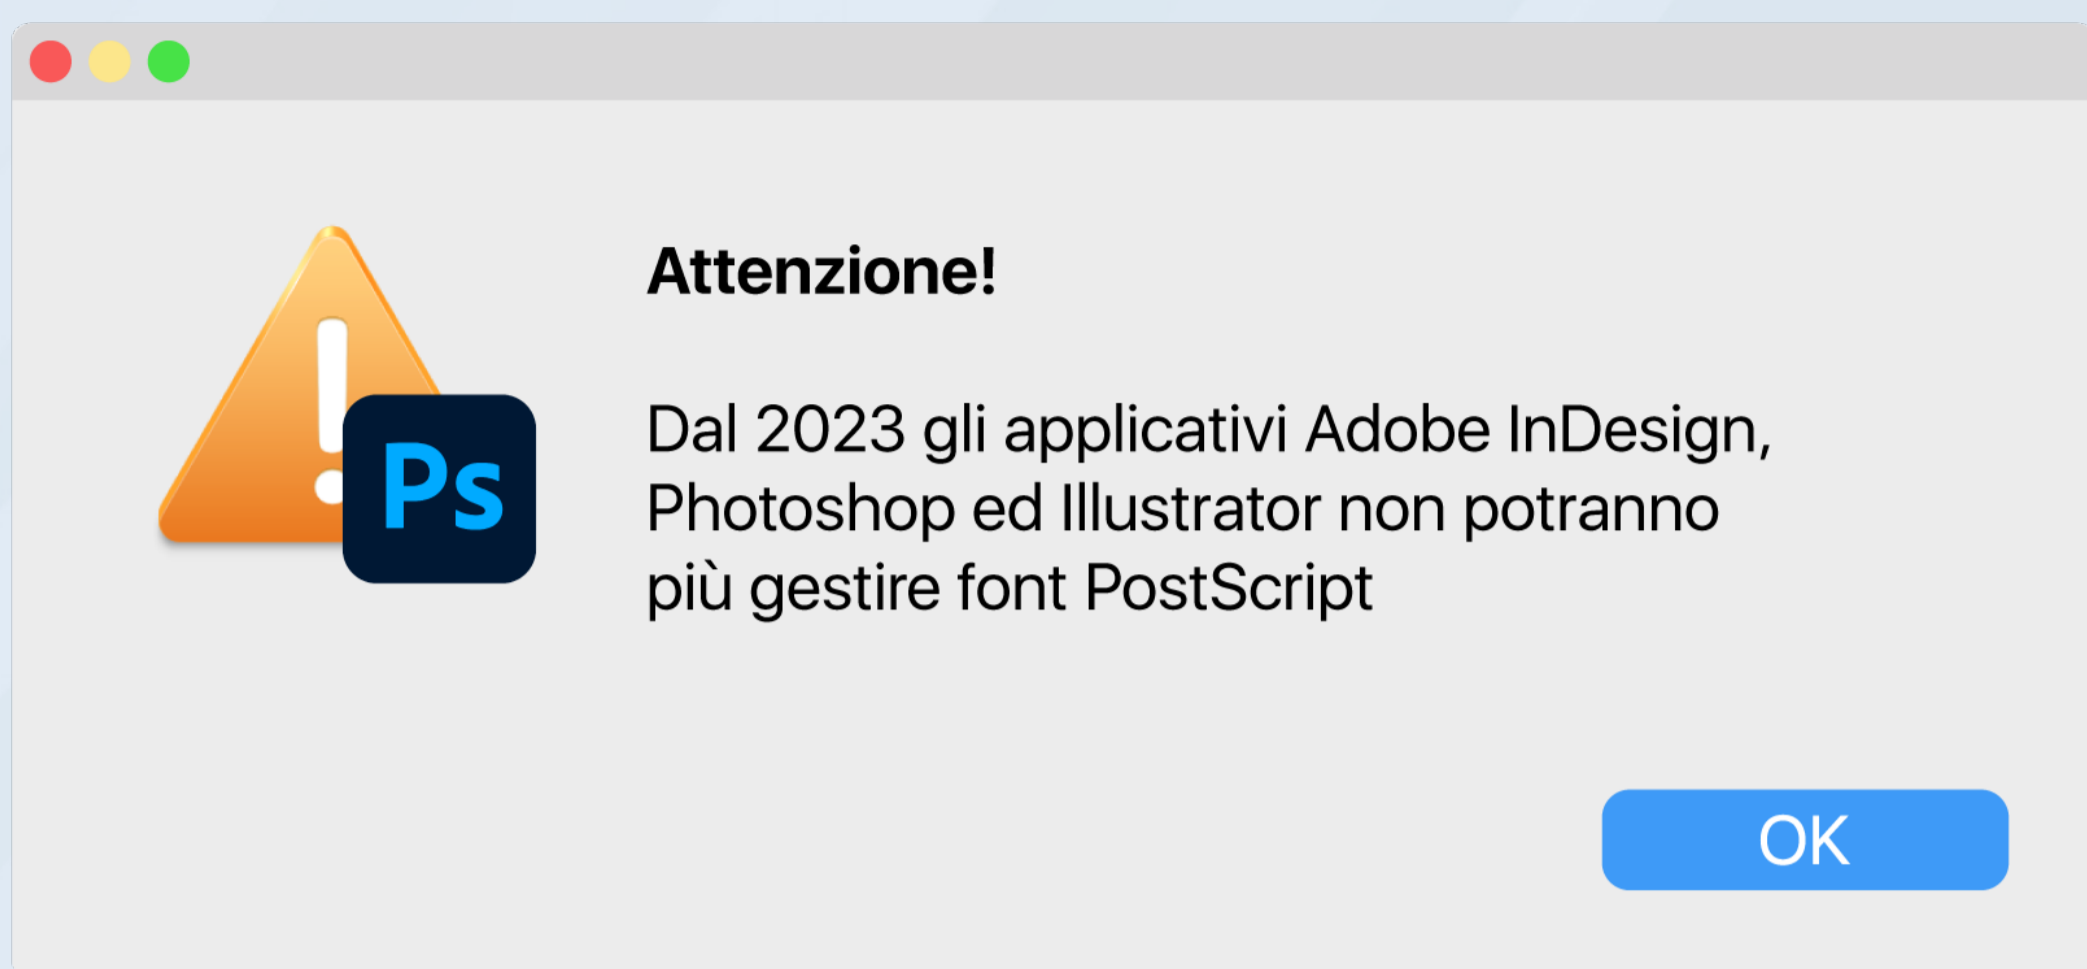 Attenzione!
Dal 2023 gli applicativi Adobe InDesign,
Photoshop ed Illustrator non potranno
più gestire font PostScript
Ps
OK